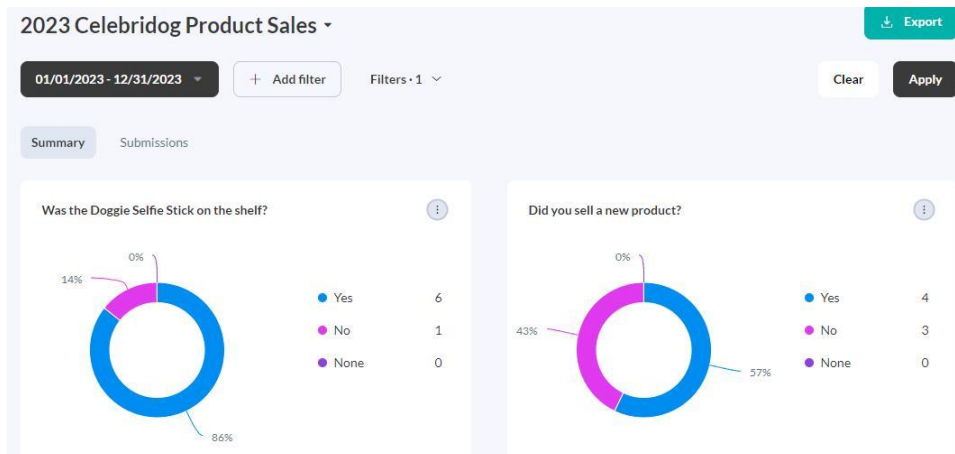 2023 Celebridog Product Sales
Export
01/01/2023 - 12/31/2023
+ Add filter
Filters · 1
Clear
Apply
Summary
Submissions
Was the Doggie Selfie Stick on the shelf?
0%
14%
86%
Yes 6
No 1
None 0
Did you sell a new product?
0%
43%
57%
Yes 4
No 3
None 0